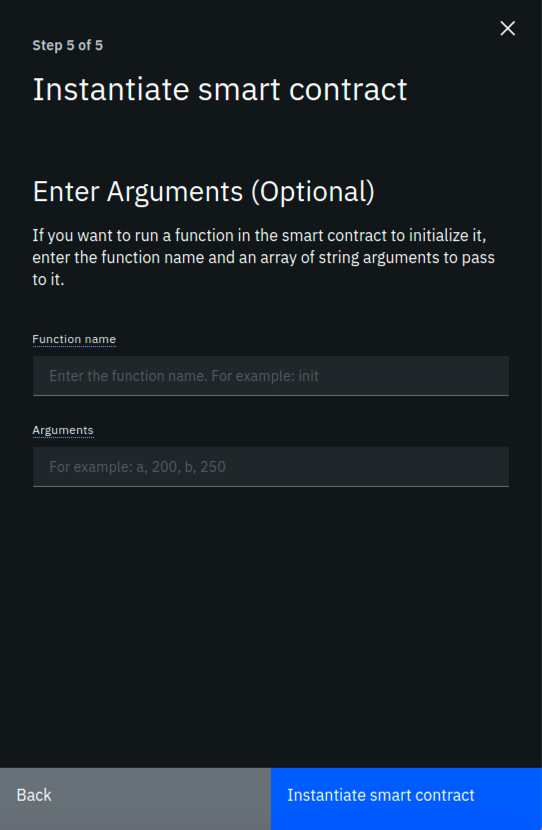 Step 5 of 5
Instantiate smart contract
Enter Arguments (Optional)
If you want to run a function in the smart contract to initialize it,
enter the function name and an array of string arguments to pass
to it.
Function name
Enter the function name. For example: init
Arguments
For example: a, 200, b, 250
Back
Instantiate smart contract